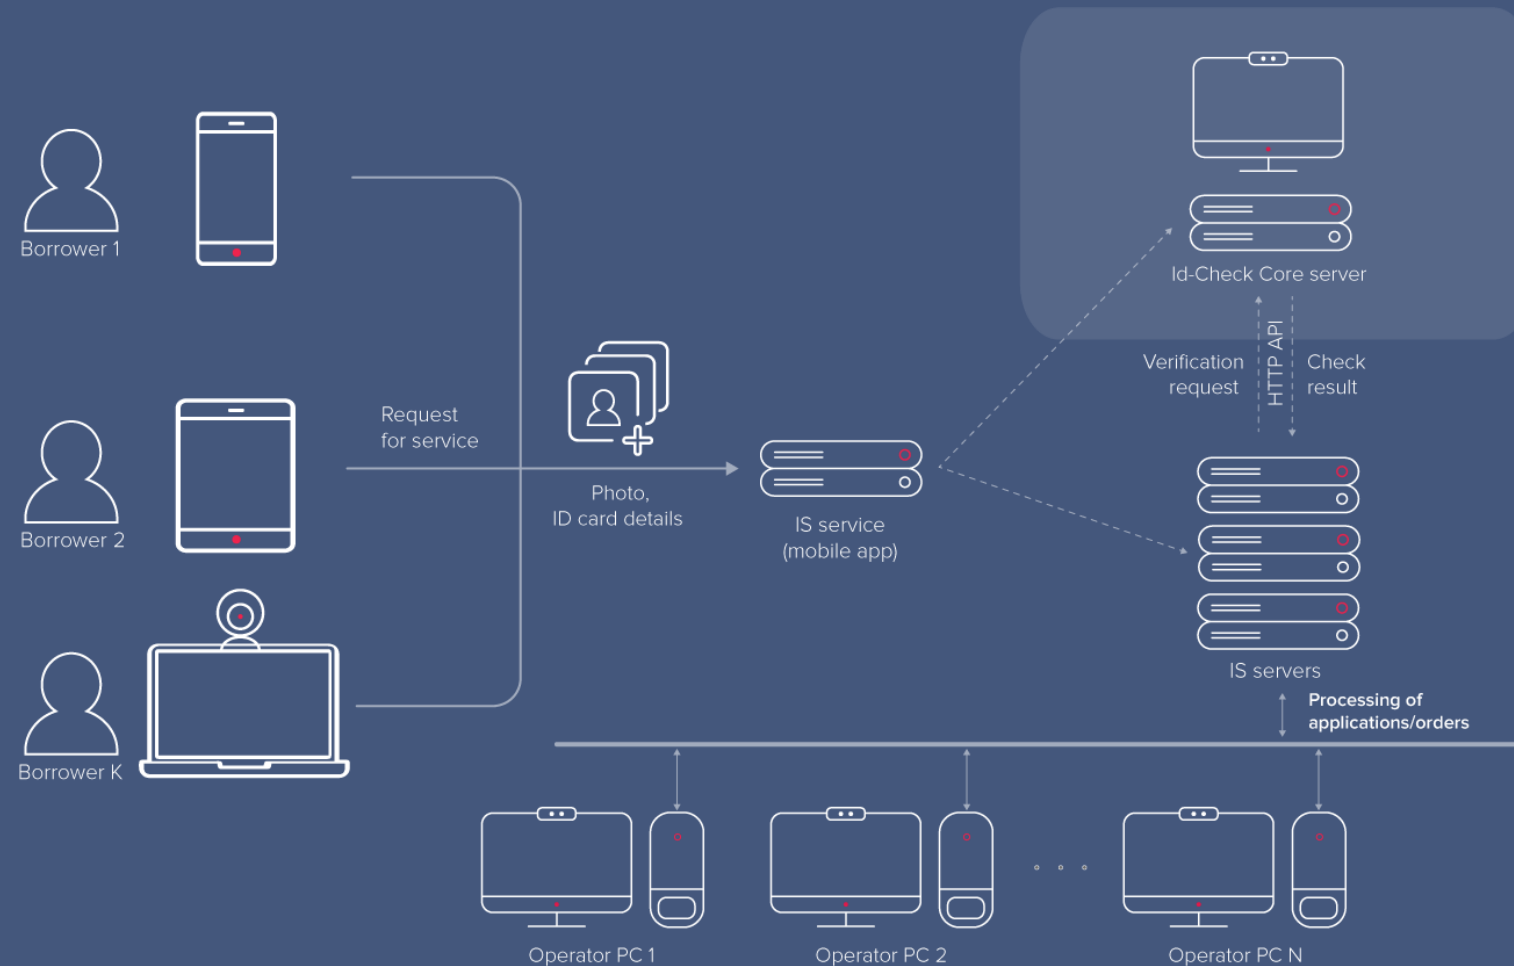 Borrower 1
Id-Check Core server
Verification
request
HTTP API
Check
result
Request
for service
Photo,
ID card details
IS service
(mobile app)
Borrower 2
IS servers
Processing of
applications/orders
Borrower K
Operator PC 1
Operator PC 2
Operator PC N